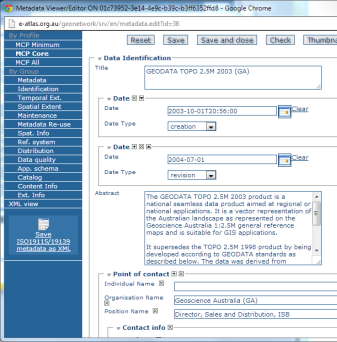 Metadata Viewer/Editor ON 01c73952-3e14-4e9c-b39c-b3ff6352ffd8 - Google Chrome
e-atlas.org.au/geonetwork/srv/en/metadata.edit?id=36
By Profile
MCP Minimum
MCP Core
MCP All
By Group
Metadata
Identification
Temporal Ext.
Spatial Extent
Maintenance
Metadata Re-use
Spat. Info
Ref. system
Distribution
Data quality
App. schema
Catalog
Content Info
Ext. Info
XML view
Save
ISO19115/19139
metadata as XML
Reset Save Save and close Check Thumbna
Data Identification
Title GEODATA TOPO 2.5M 2003 (GA)
Date
Date 2003-10-01T20:56:00 Clear
Date Type creation
Date
Date 2004-07-01 Clear
Date Type revision
Abstract
The GEODATA TOPO 2.5M 2003 product is a
national seamless data product aimed at regional or
national applications. It is a vector representation of
the Australian landscape as represented on the
Geoscience Australia 1:2.5M general reference
maps and is suitable for GIS applications.
It supersedes the TOPO 2.5M 1998 product by being
developed according to GEODATA standards as
described below. The data was derived from
Point of contact
Individual Name
Organisation Name Geoscience Australia (GA)
Position Name Director, Sales and Distribution, ISB
Contact info